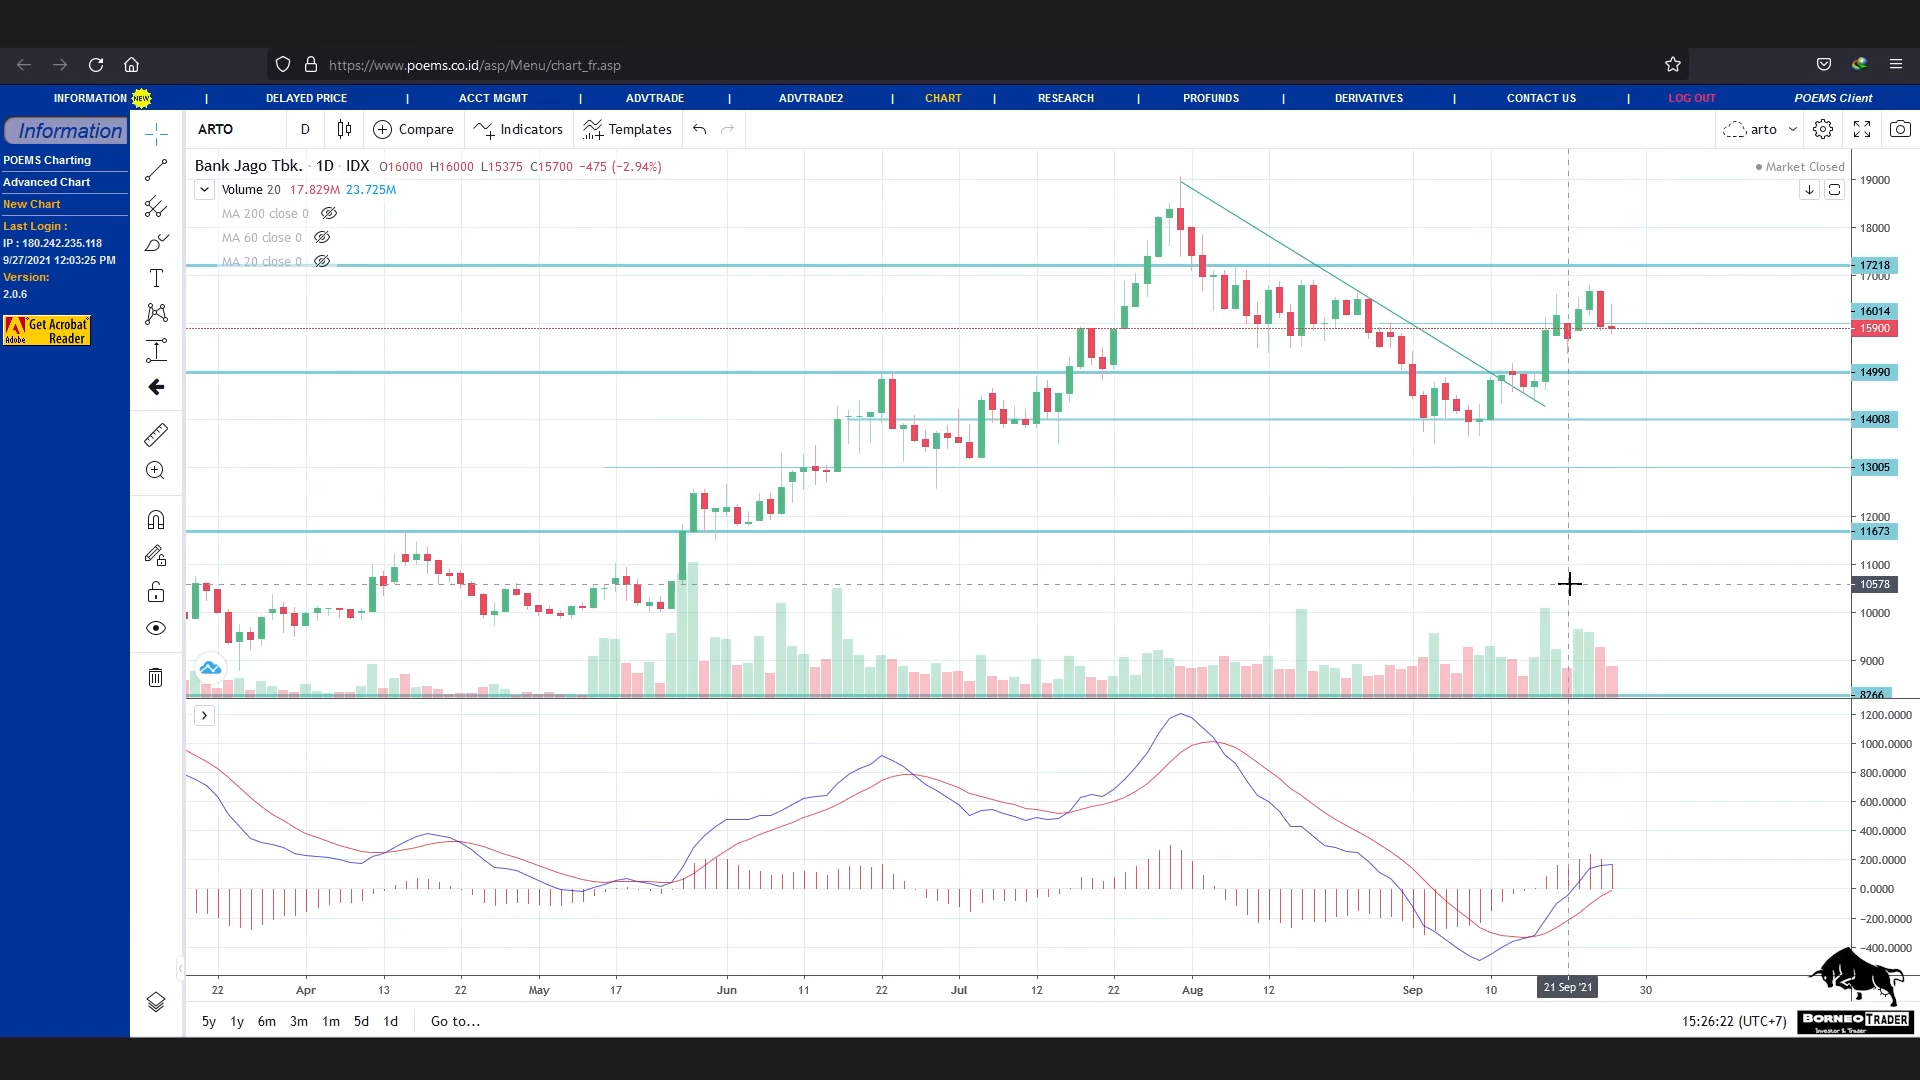 https://www.poems.co.id/asp/Menu/chart_fr.asp
INFORMATION NEW | DELAYED PRICE | ACCT MGMT | ADVTRADE | ADVTRADE2 | CHART | RESEARCH | PROFUNDS | DERIVATIVES | CONTACT US | LOG OUT POEMS Client
Information
POEMS Charting
Advanced Chart
New Chart
Last Login :
IP : 180.242.235.118
9/27/2021 12:03:25 PM
Version:
2.0.6
Get Acrobat
Adobe Reader
ARTO D Compare Indicators Templates arto
Bank Jago Tbk. · 1D · IDX O16000 H16000 L15375 C15700 −475 (−2.94%)
Market Closed
Volume 20 17.829M 23.725M
MA 200 close 0
MA 60 close 0
MA 20 close 0
19000
18000
17218
17000
16014
15900
14990
14008
13005
12000
11673
11000
10578
10000
9000
8266
1200.0000
1000.0000
800.0000
600.0000
400.0000
200.0000
0.0000
−200.0000
−400.0000
22 Apr 13 22 May 17 Jun 11 22 Jul 12 22 Aug 12 Sep 10 21 Sep '21 30
5y 1y 6m 3m 1m 5d 1d Go to...
15:26:22 (UTC+7)
BORNEO TRADER
Investor & Trader